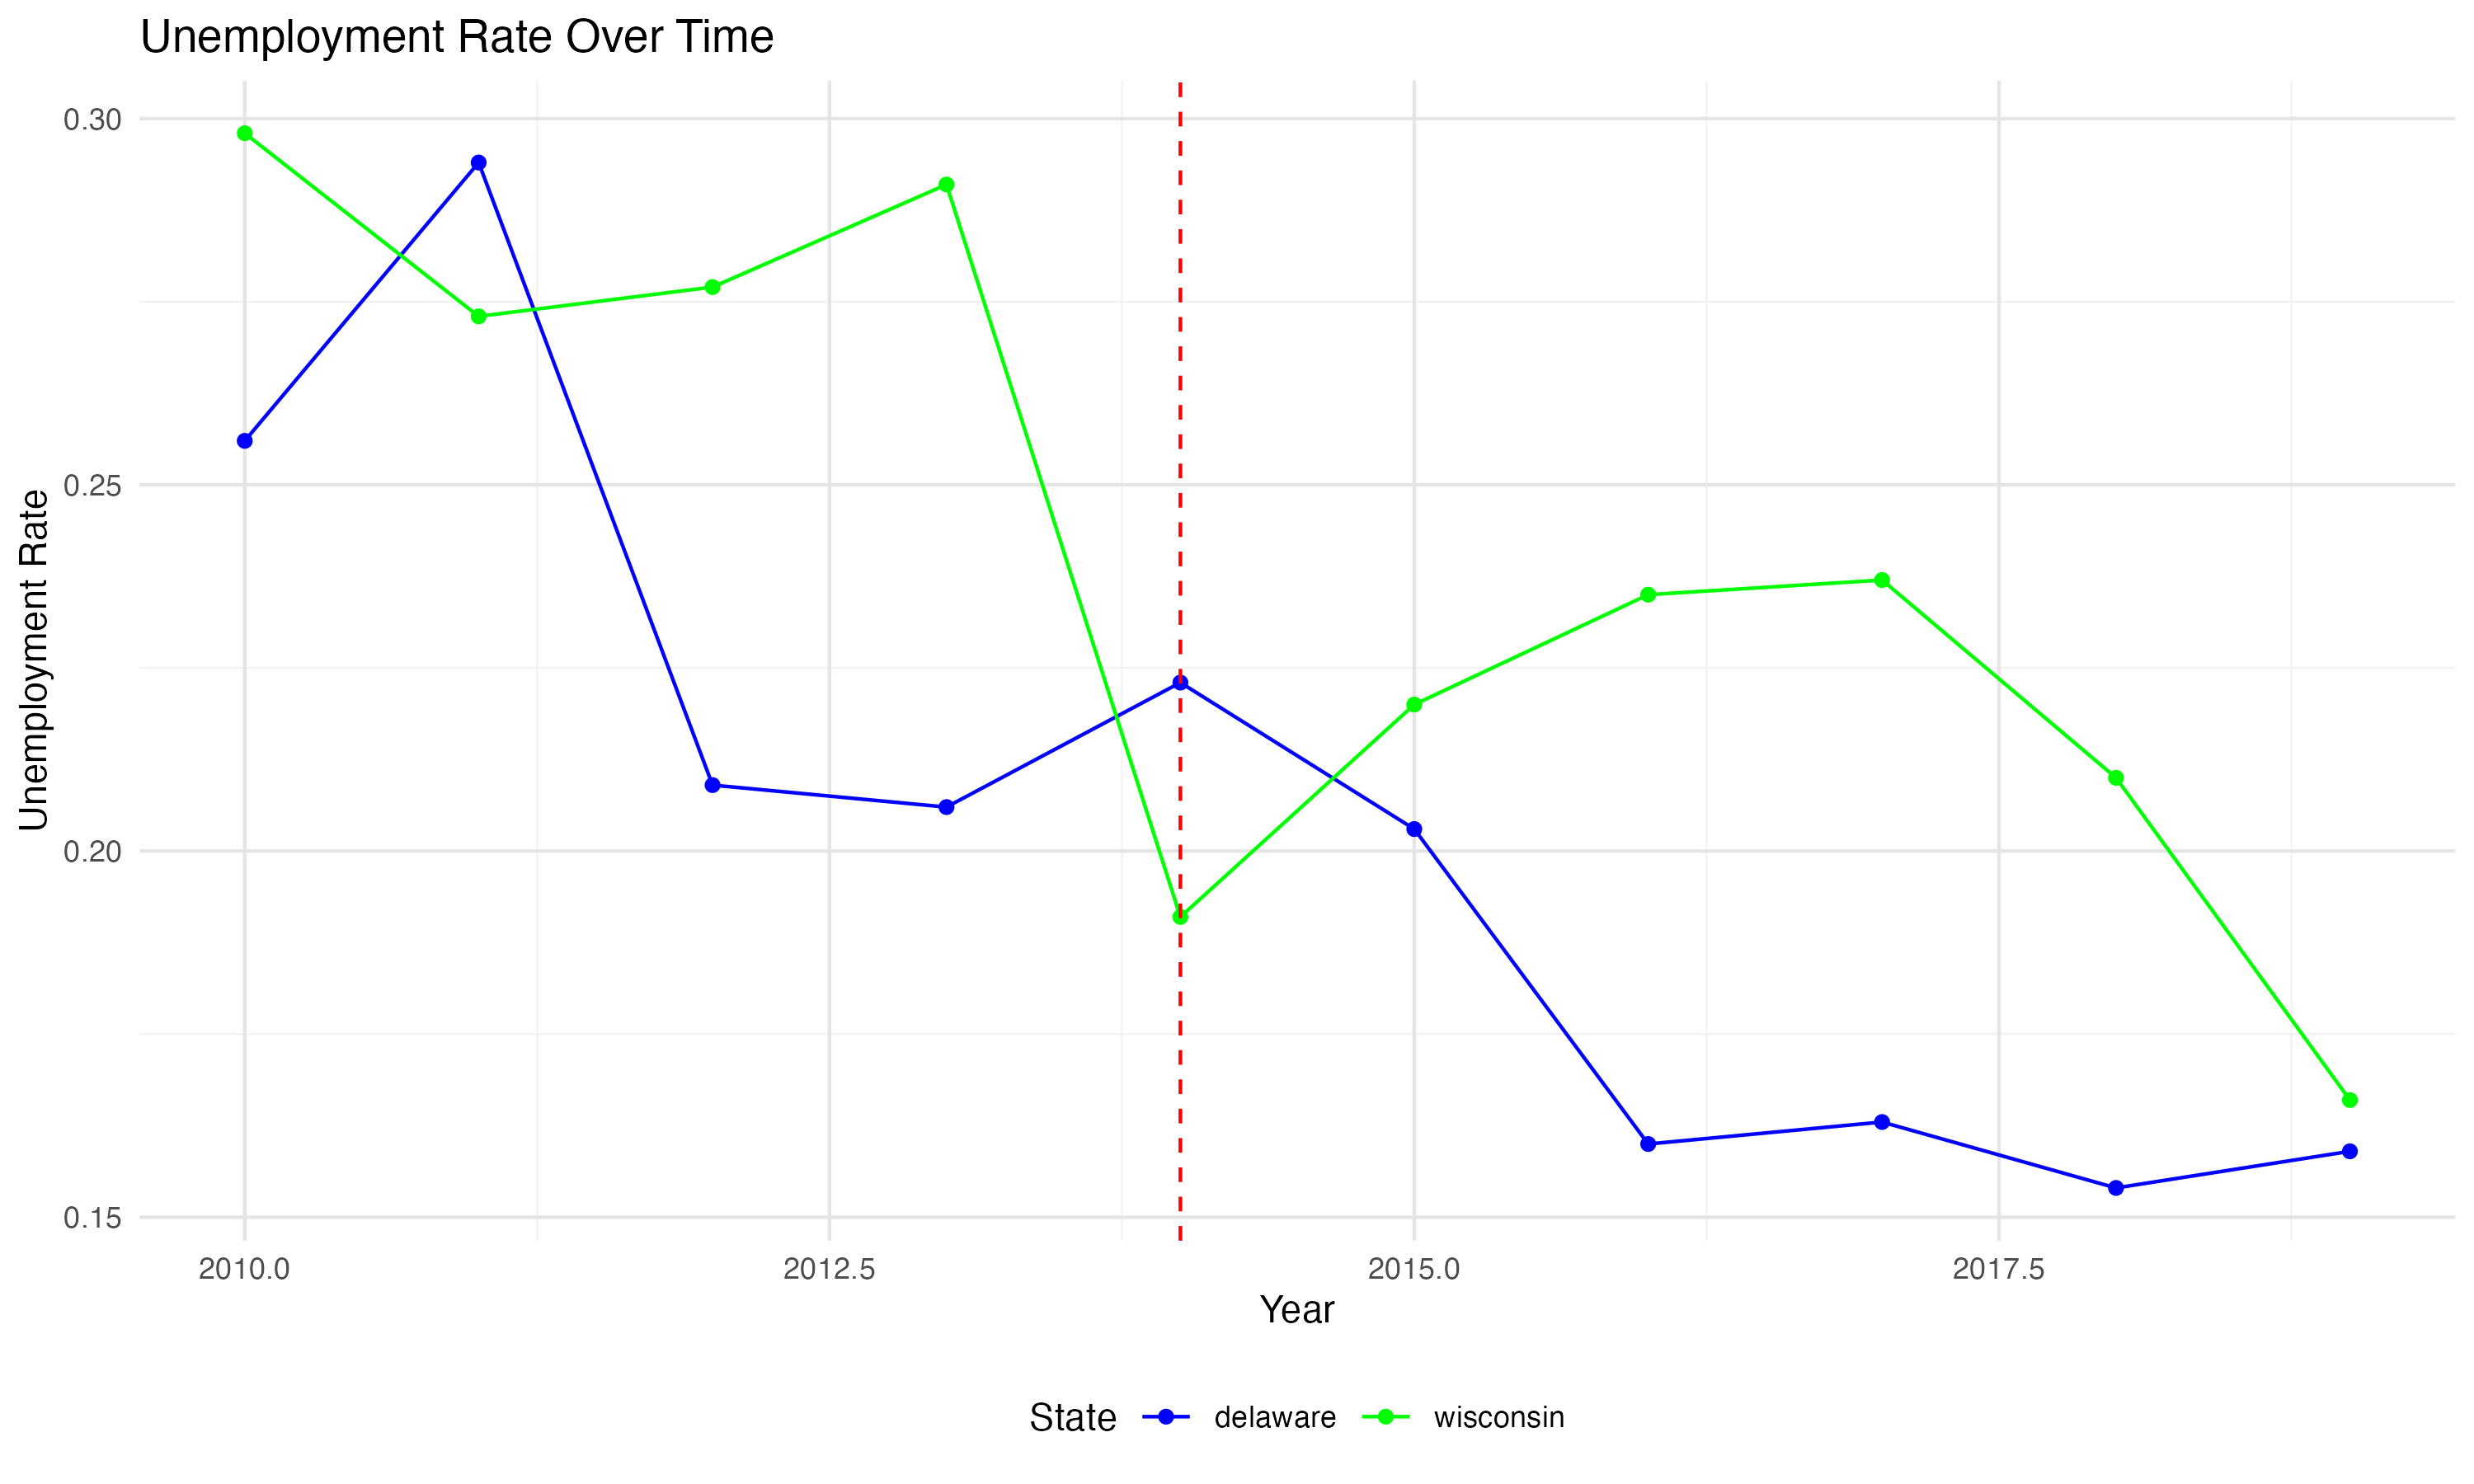 Unemployment Rate Over Time
Unemployment Rate
0.30
0.25
0.20
0.15
2010.0 2012.5 2015.0 2017.5
Year
State delaware wisconsin